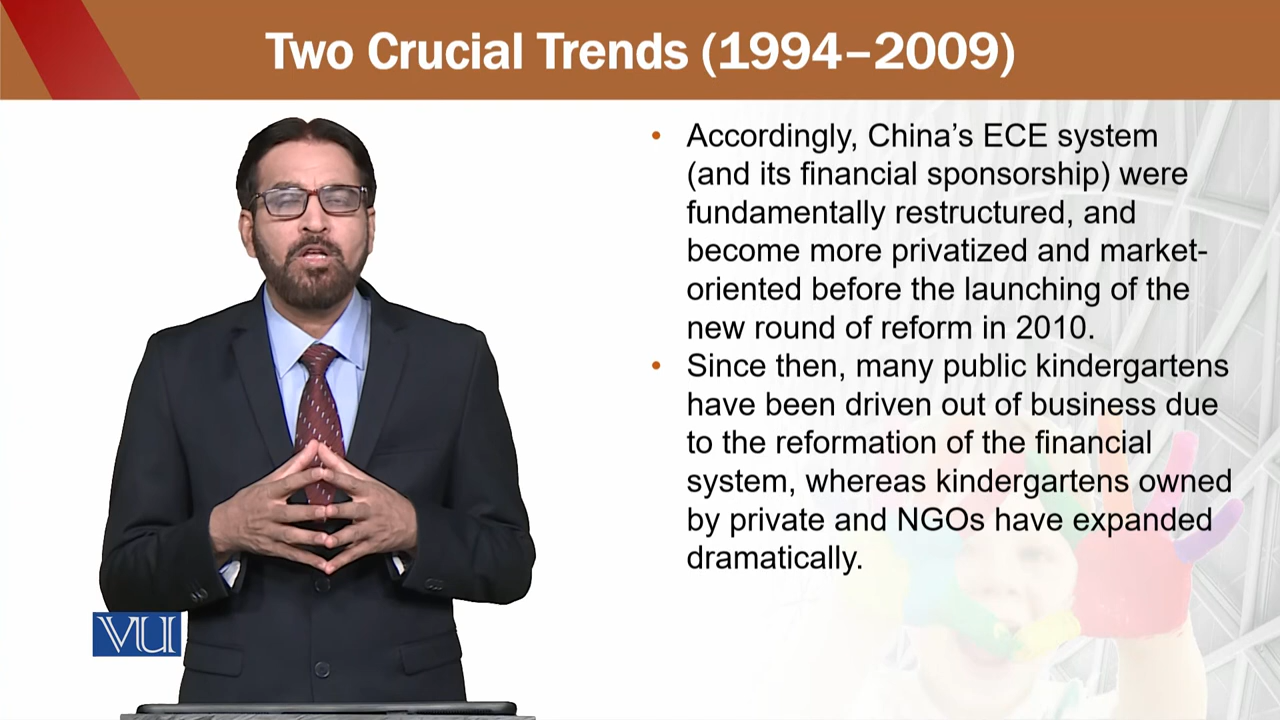 Two Crucial Trends (1994–2009)
• Accordingly, China’s ECE system
(and its financial sponsorship) were
fundamentally restructured, and
become more privatized and market-
oriented before the launching of the
new round of reform in 2010.
• Since then, many public kindergartens
have been driven out of business due
to the reformation of the financial
system, whereas kindergartens owned
by private and NGOs have expanded
dramatically.
VU